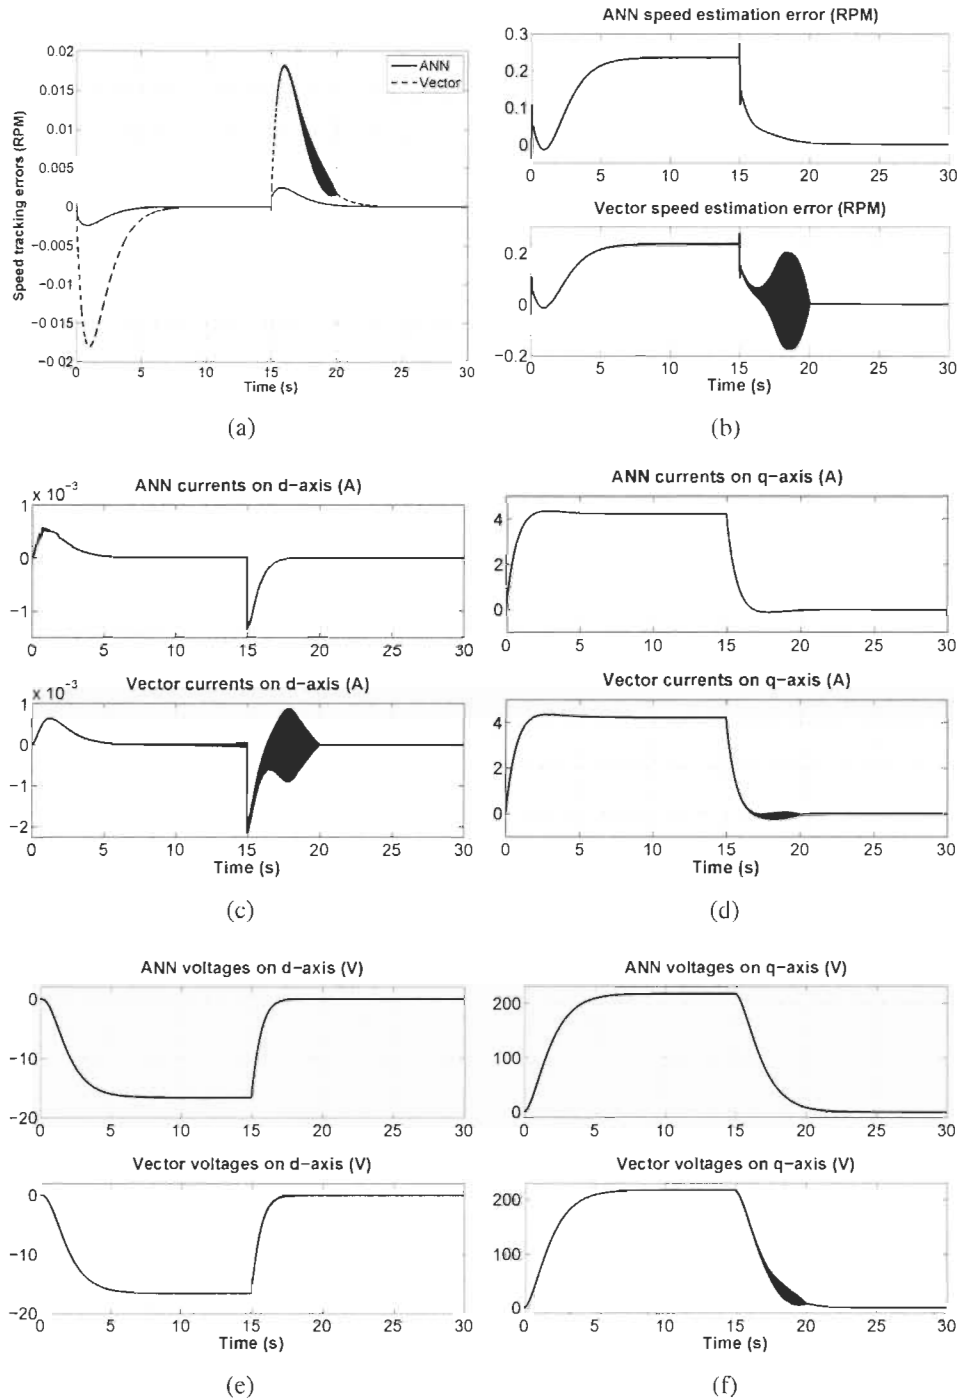 ANN speed estimation error (RPM)
0.02
0.015
0.01
0.005
0
−0.005
−0.01
−0 015
−0 02
0 5 10 15 20 25 30
Speed tracking errors (RPM)
Time (s)
ANN
Vector
(a)
0.3
0.2
0.1
0
0 5 10 15 20 25 30
Vector speed estimation error (RPM)
0.2
0
−0.2
0 5 10 15 20 25 30
Time (s)
(b)
ANN currents on d−axis (A)
x 10−3
1
0
−1
0 5 10 15 20 25 30
Vector currents on d−axis (A)
x 10−3
1
0
−1
−2
0 5 10 15 20 25 30
Time (s)
(c)
ANN currents on q−axis (A)
4
2
0
0 5 10 15 20 25 30
Vector currents on q−axis (A)
4
2
0
0 5 10 15 20 25 30
Time (s)
(d)
ANN voltages on d−axis (V)
0
−10
−20
0 5 10 15 20 25 30
Vector voltages on d−axis (V)
0
−10
−20
0 5 10 15 20 25 30
Time (s)
(e)
ANN voltages on q−axis (V)
200
100
0
0 5 10 15 20 25 30
Vector voltages on q−axis (V)
200
100
0
0 5 10 15 20 25 30
Time (s)
(f)